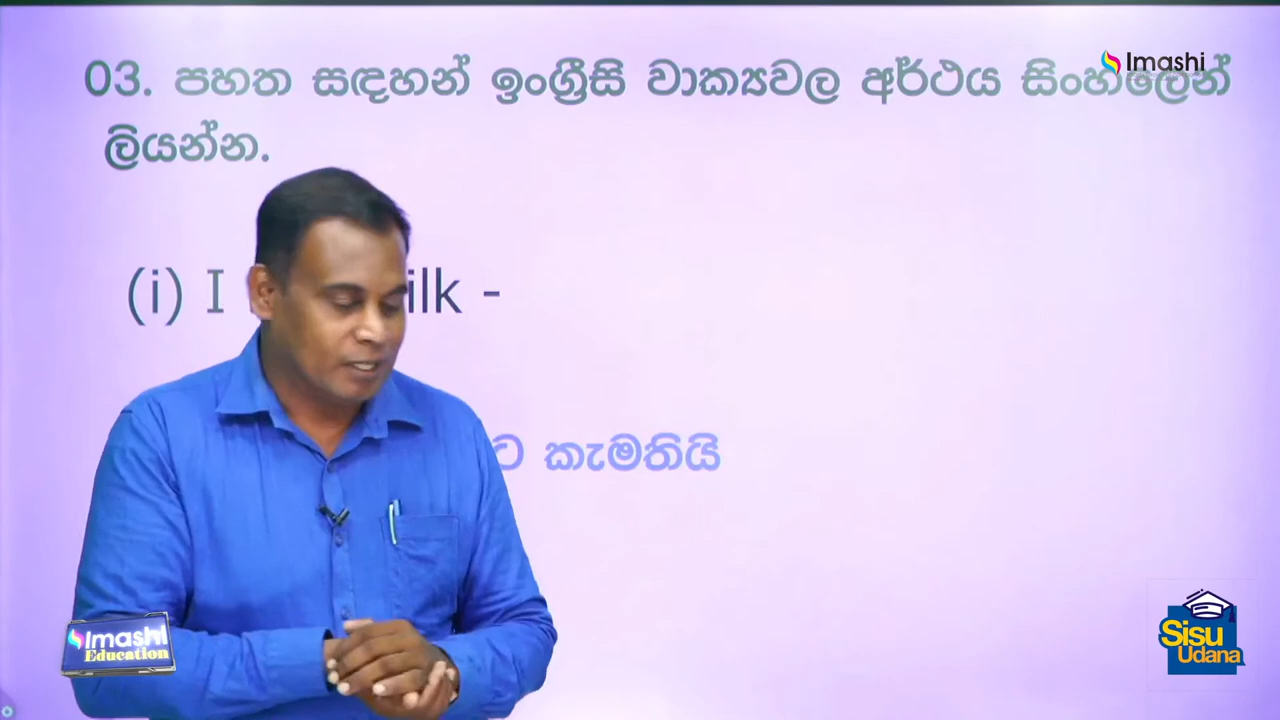 Imashi
03. පහත සඳහන් ඉංග්‍රීසි වාක්‍යවල අර්ථය සිංහලෙන්
ලියන්න.
(i) I ilk -
ට කැමතියි
Imashi
Education
Sisu
Udana